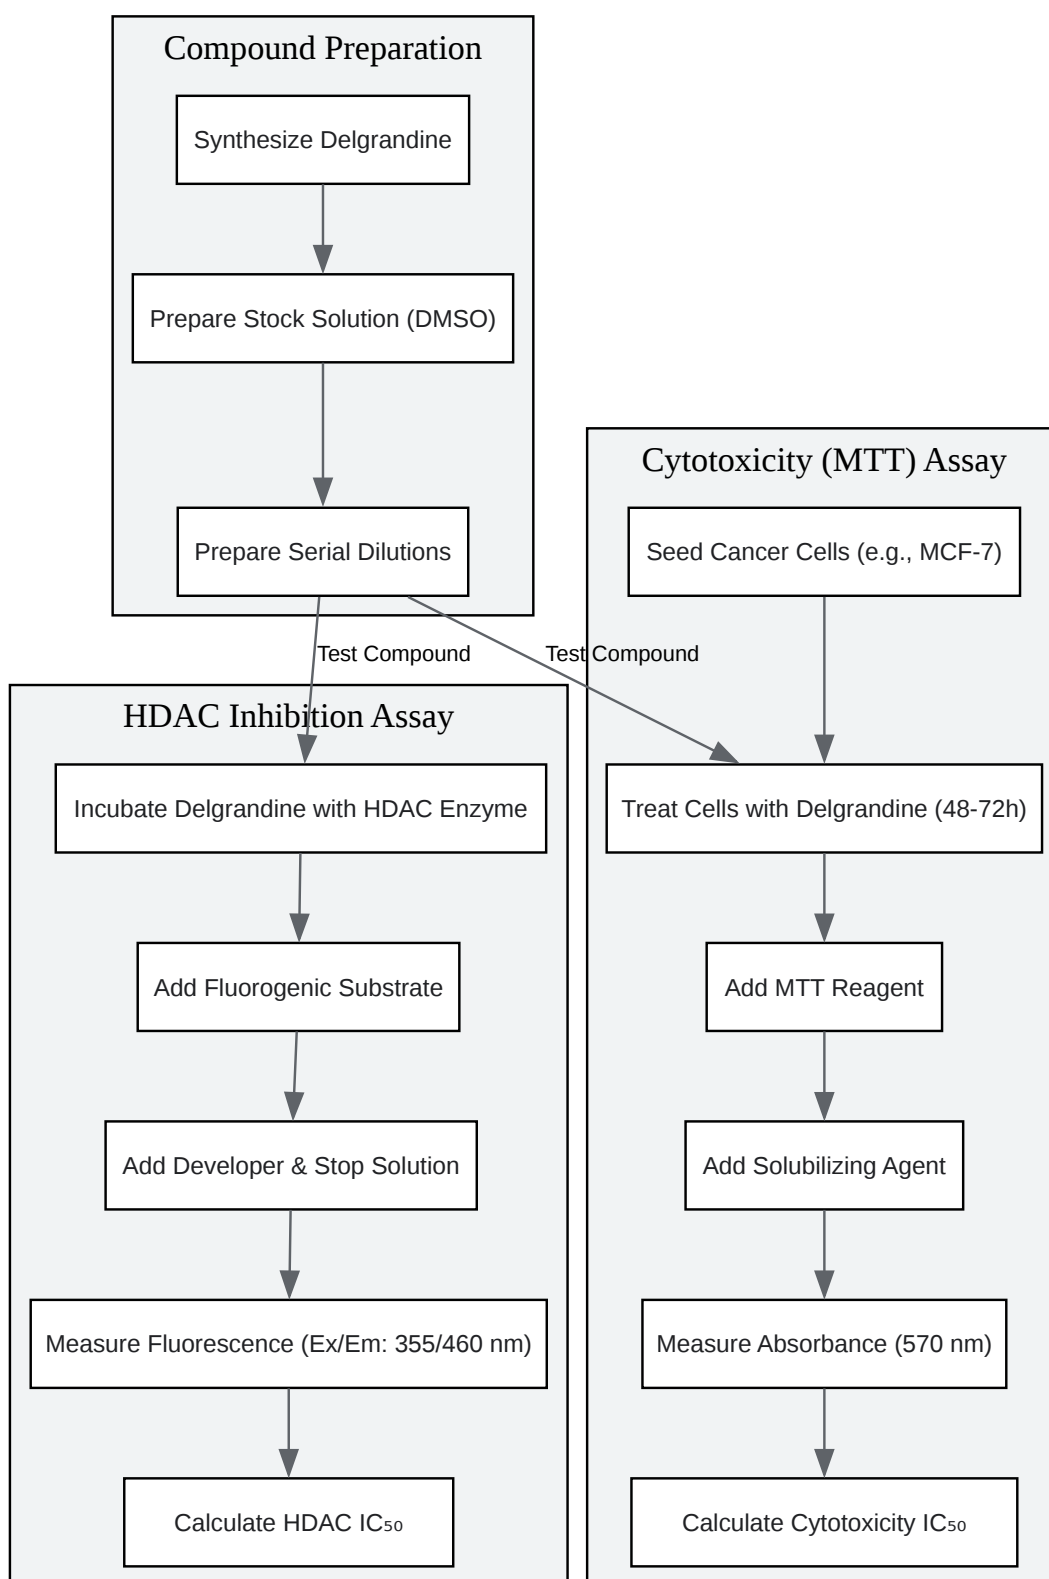 Compound Preparation
Synthesize Delgrandine
Prepare Stock Solution (DMSO)
Prepare Serial Dilutions
Test Compound
Test Compound
HDAC Inhibition Assay
Incubate Delgrandine with HDAC Enzyme
Add Fluorogenic Substrate
Add Developer & Stop Solution
Measure Fluorescence (Ex/Em: 355/460 nm)
Calculate HDAC IC₅₀
Cytotoxicity (MTT) Assay
Seed Cancer Cells (e.g., MCF-7)
Treat Cells with Delgrandine (48-72h)
Add MTT Reagent
Add Solubilizing Agent
Measure Absorbance (570 nm)
Calculate Cytotoxicity IC₅₀